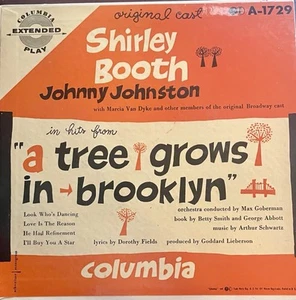 original cast
A-1729
COLUMBIA
EXTENDED
PLAY
Shirley
Booth
Johnny Johnston
with Marcia Van Dyke and other members of the original Broadway cast
in hits from
"a tree grows
in brooklyn"
orchestra conducted by Max Goberman
Look Who's Dancing
book by Betty Smith and George Abbott
Love Is the Reason
music by Arthur Schwartz
He Had Refinement
I'll Buy You A Star
lyrics by Dorothy Fields
produced by Goddard Lieberson
columbia